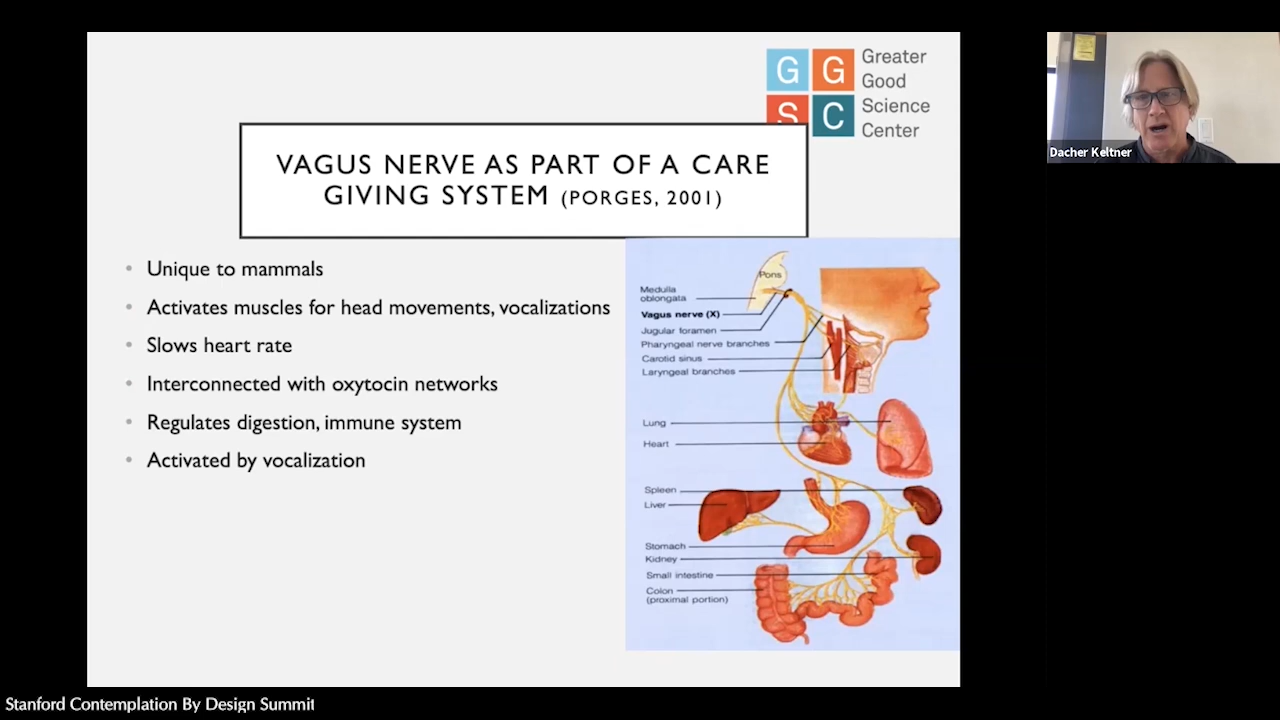 G G
S C
Greater
Good
Science
Center
VAGUS NERVE AS PART OF A CARE
GIVING SYSTEM (PORGES, 2001)
• Unique to mammals
• Activates muscles for head movements, vocalizations
• Slows heart rate
• Interconnected with oxytocin networks
• Regulates digestion, immune system
• Activated by vocalization
Pons
Medulla
oblongata
Vagus nerve (X)
Jugular foramen
Pharyngeal nerve branches
Carotid sinus
Laryngeal branches
Lung
Heart
Spleen
Liver
Stomach
Kidney
Small intestine
Colon
(proximal portion)
Dacher Keltner
Stanford Contemplation By Design Summit